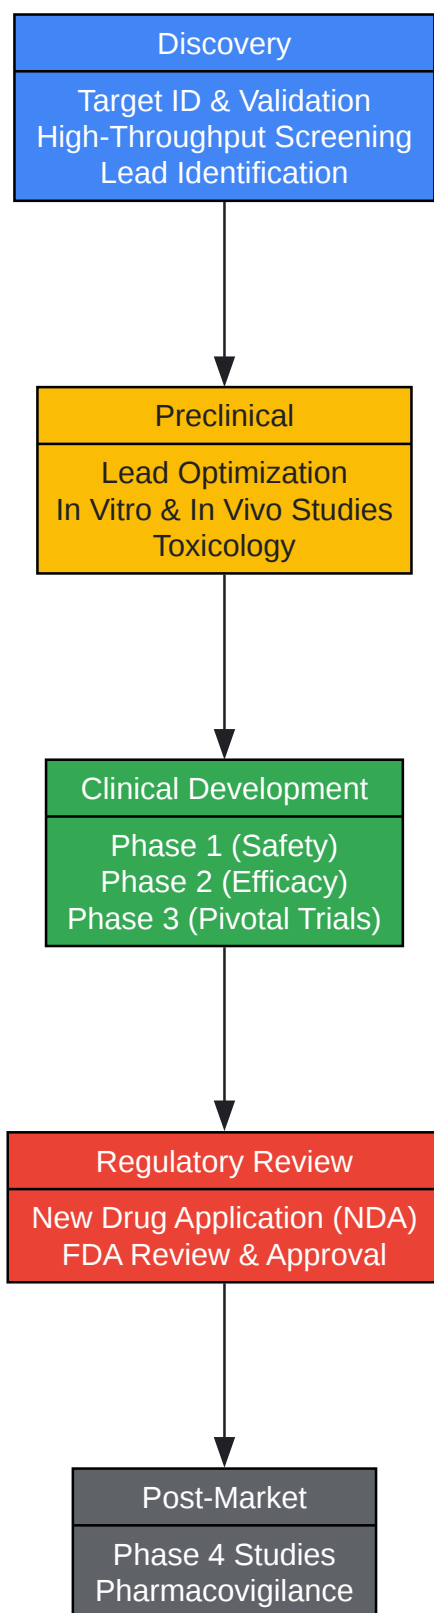 Discovery
Target ID & Validation
High-Throughput Screening
Lead Identification
Preclinical
Lead Optimization
In Vitro & In Vivo Studies
Toxicology
Clinical Development
Phase 1 (Safety)
Phase 2 (Efficacy)
Phase 3 (Pivotal Trials)
Regulatory Review
New Drug Application (NDA)
FDA Review & Approval
Post-Market
Phase 4 Studies
Pharmacovigilance